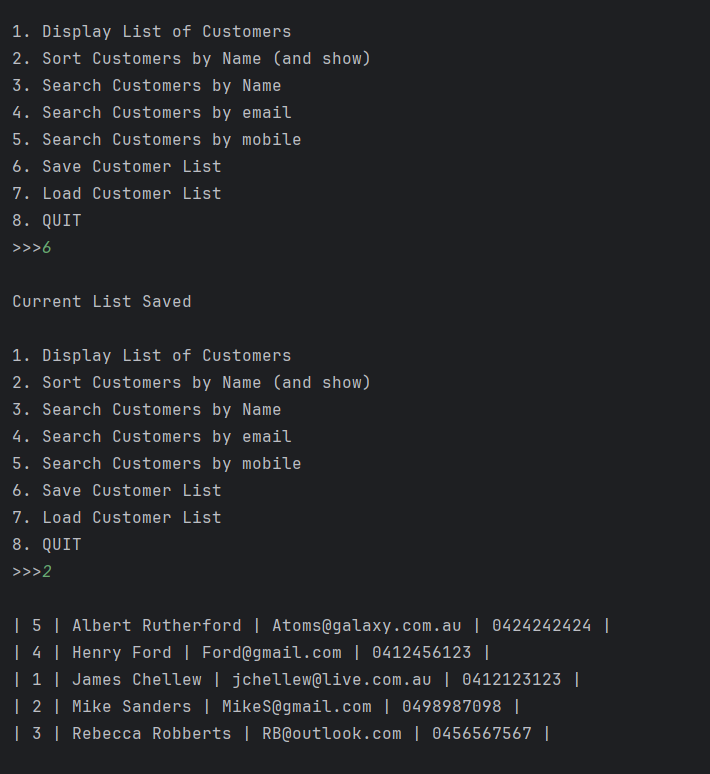 1. Display List of Customers
2. Sort Customers by Name (and show)
3. Search Customers by Name
4. Search Customers by email
5. Search Customers by mobile
6. Save Customer List
7. Load Customer List
8. QUIT
>>>6
Current List Saved
1. Display List of Customers
2. Sort Customers by Name (and show)
3. Search Customers by Name
4. Search Customers by email
5. Search Customers by mobile
6. Save Customer List
7. Load Customer List
8. QUIT
>>>2
| 5 | Albert Rutherford | Atoms@galaxy.com.au | 0424242424 |
| 4 | Henry Ford | Ford@gmail.com | 0412456123 |
| 1 | James Chellew | jchellew@live.com.au | 0412123123 |
| 2 | Mike Sanders | MikeS@gmail.com | 0498987098 |
| 3 | Rebecca Robberts | RB@outlook.com | 0456567567 |